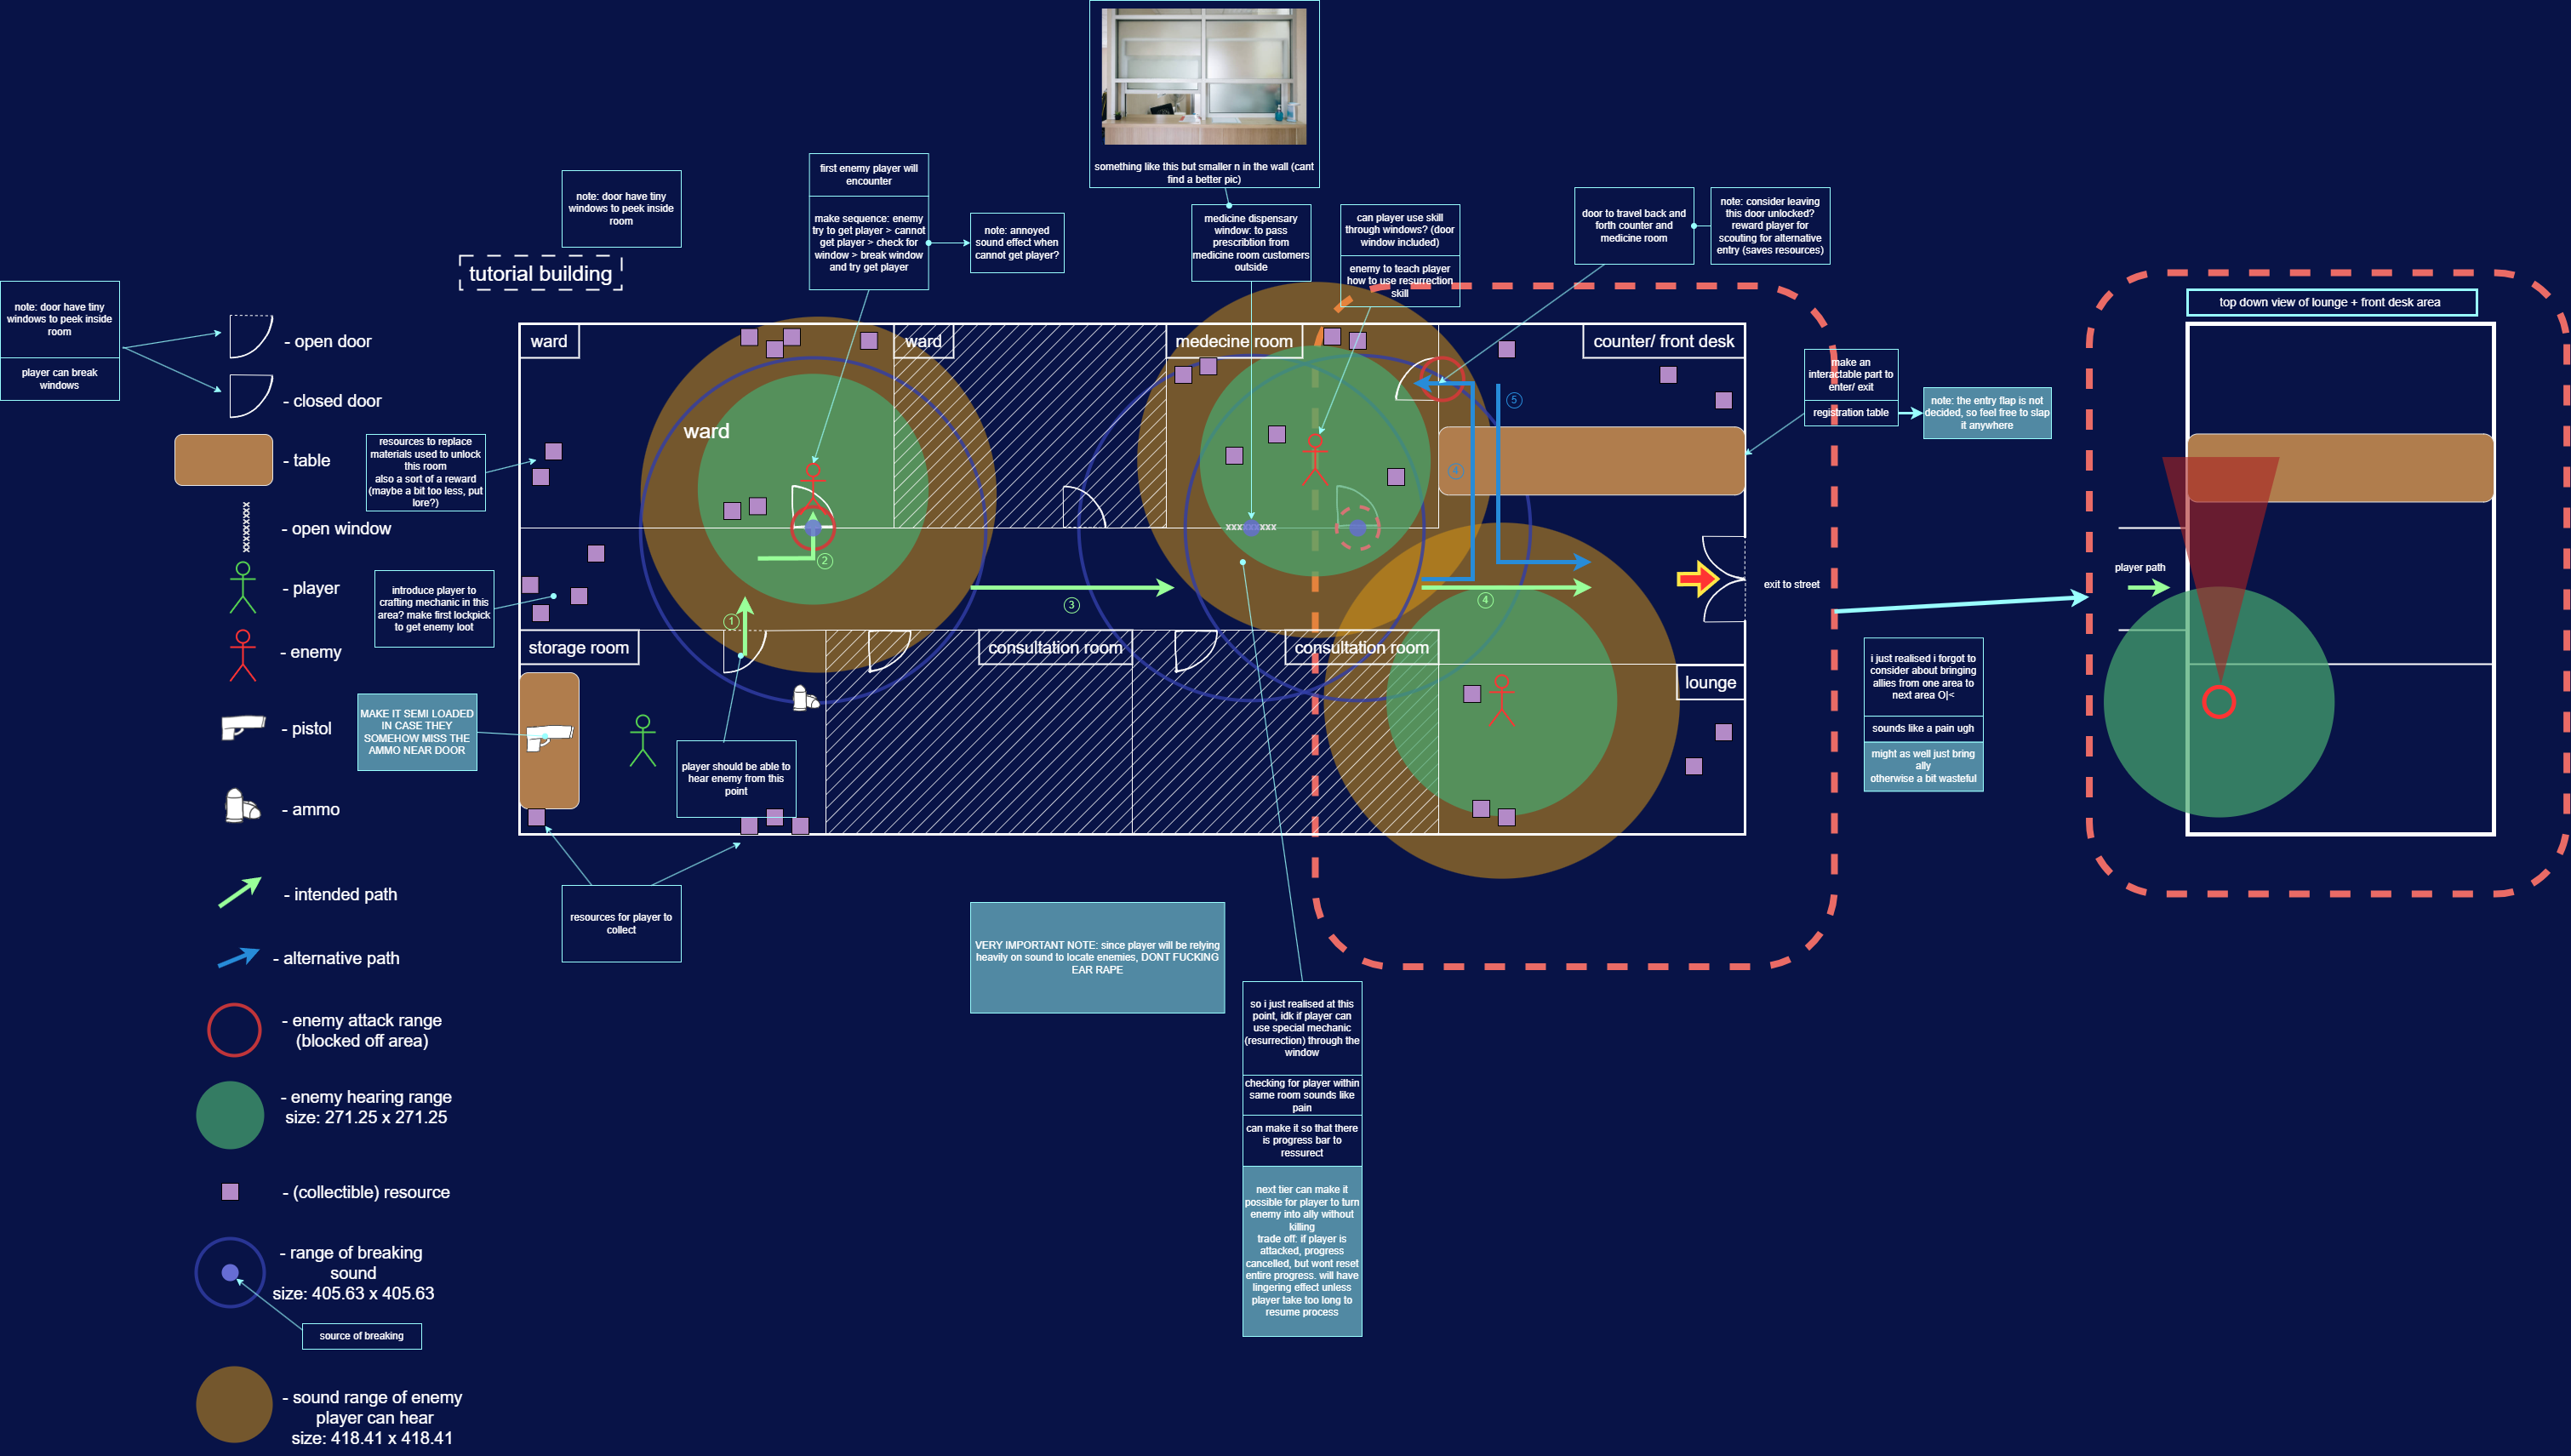 something like this but smaller n in the wall (cant
find a better pic)
first enemy player will
encounter
make sequence: enemy
try to get player > cannot
get player > check for
window > break window
and try get player
note: annoyed
sound effect when
cannot get player?
note: door have tiny
windows to peek inside
room
medicine dispensary
window: to pass
prescribtion from
medicine room customers
outside
can player use skill
through windows? (door
window included)
enemy to teach player
how to use resurrection
skill
door to travel back and
forth counter and
medicine room
note: consider leaving
this door unlocked?
reward player for
scouting for alternative
entry (saves resources)
tutorial building
note: door have tiny
windows to peek inside
room
player can break
windows
- open door
- closed door
- table
- open window
- player
- enemy
- pistol
- ammo
- intended path
- alternative path
- enemy attack range
(blocked off area)
- enemy hearing range
size: 271.25 x 271.25
- (collectible) resource
- range of breaking
sound
size: 405.63 x 405.63
source of breaking
- sound range of enemy
player can hear
size: 418.41 x 418.41
resources to replace
materials used to unlock
this room
also a sort of a reward
(maybe a bit too less, put
lore?)
introduce player to
crafting mechanic in this
area? make first lockpick
to get enemy loot
MAKE IT SEMI LOADED
IN CASE THEY
SOMEHOW MISS THE
AMMO NEAR DOOR
ward
ward
ward
medecine room
counter/ front desk
xxxxxxxxx
xxx xxx
1
2
3
4
4
5
storage room
consultation room
consultation room
lounge
exit to street
player should be able to
hear enemy from this
point
resources for player to
collect
VERY IMPORTANT NOTE: since player will be relying
heavily on sound to locate enemies, DONT FUCKING
EAR RAPE
so i just realised at this
point, idk if player can
use special mechanic
(resurrection) through the
window
checking for player within
same room sounds like
pain
can make it so that there
is progress bar to
ressurect
next tier can make it
possible for player to turn
enemy into ally without
killing
trade off: if player is
attacked, progress
cancelled, but wont reset
entire progress. will have
lingering effect unless
player take too long to
resume process
make an
interactable part to
enter/ exit
registration table
note: the entry flap is not
decided, so feel free to slap
it anywhere
i just realised i forgot to
consider about bringing
allies from one area to
next area O|<
sounds like a pain ugh
might as well just bring
ally
otherwise a bit wasteful
top down view of lounge + front desk area
player path